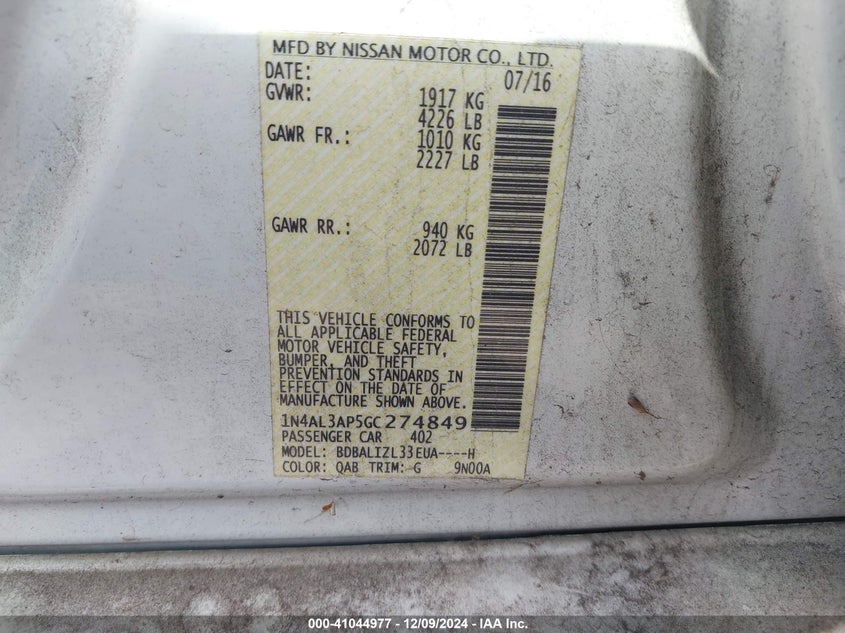 MFD BY NISSAN MOTOR CO., LTD.
DATE: 07/16
GVWR: 1917 KG
4226 LB
GAWR FR.: 1010 KG
2227 LB
GAWR RR.: 940 KG
2072 LB
THIS VEHICLE CONFORMS TO
ALL APPLICABLE FEDERAL
MOTOR VEHICLE SAFETY,
BUMPER, AND THEFT
PREVENTION STANDARDS IN
EFFECT ON THE DATE OF
MANUFACTURE SHOWN ABOVE.
1N4AL3AP5GC274849
PASSENGER CAR 402
MODEL: BDBALIZL33EUA----H
COLOR: QAB TRIM: G 9N00A
000-41044977 - 12/09/2024 - IAA Inc.